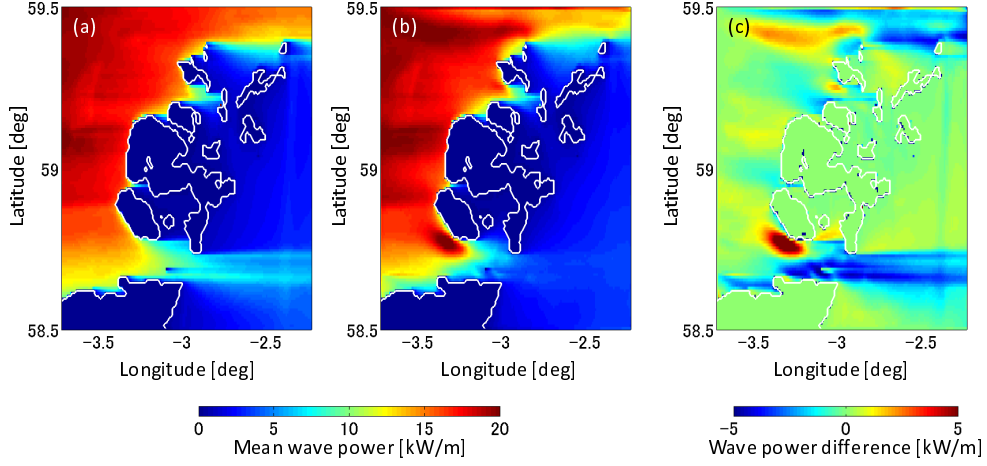 (a) (b) (c)
59.5 59.5 59.5
Latitude [deg] Latitude [deg] Latitude [deg]
59 59 59
58.5 58.5 58.5
-3.5 -3 -2.5 -3.5 -3 -2.5 -3.5 -3 -2.5
Longitude [deg] Longitude [deg] Longitude [deg]
0 5 10 15 20 -5 0 5
Mean wave power [kW/m] Wave power difference [kW/m]